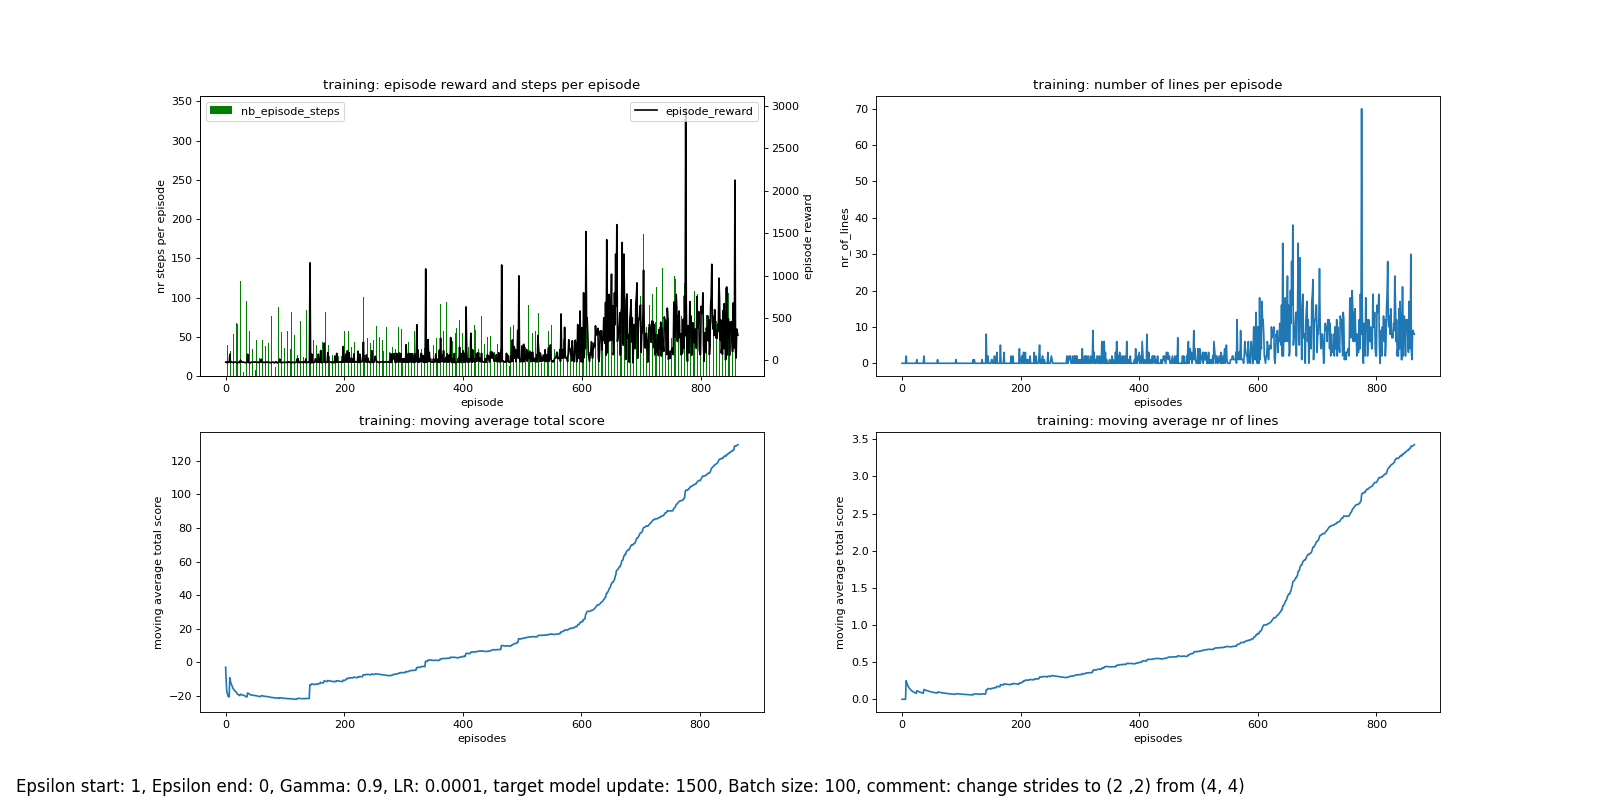 training: episode reward and steps per episode
350
300
250
200
150
100
50
0
nr steps per episode
nb_episode_steps
episode_reward
3000
2500
2000
1500
1000
500
0
episode reward
0 200 400 600 800
episode
training: number of lines per episode
70
60
50
40
30
20
10
0
nr_of_lines
0 200 400 600 800
episodes
training: moving average total score
120
100
80
60
40
20
0
−20
moving average total score
0 200 400 600 800
episodes
training: moving average nr of lines
3.5
3.0
2.5
2.0
1.5
1.0
0.5
0.0
moving average total score
0 200 400 600 800
episodes
Epsilon start: 1, Epsilon end: 0, Gamma: 0.9, LR: 0.0001, target model update: 1500, Batch size: 100, comment: change strides to (2 ,2) from (4, 4)